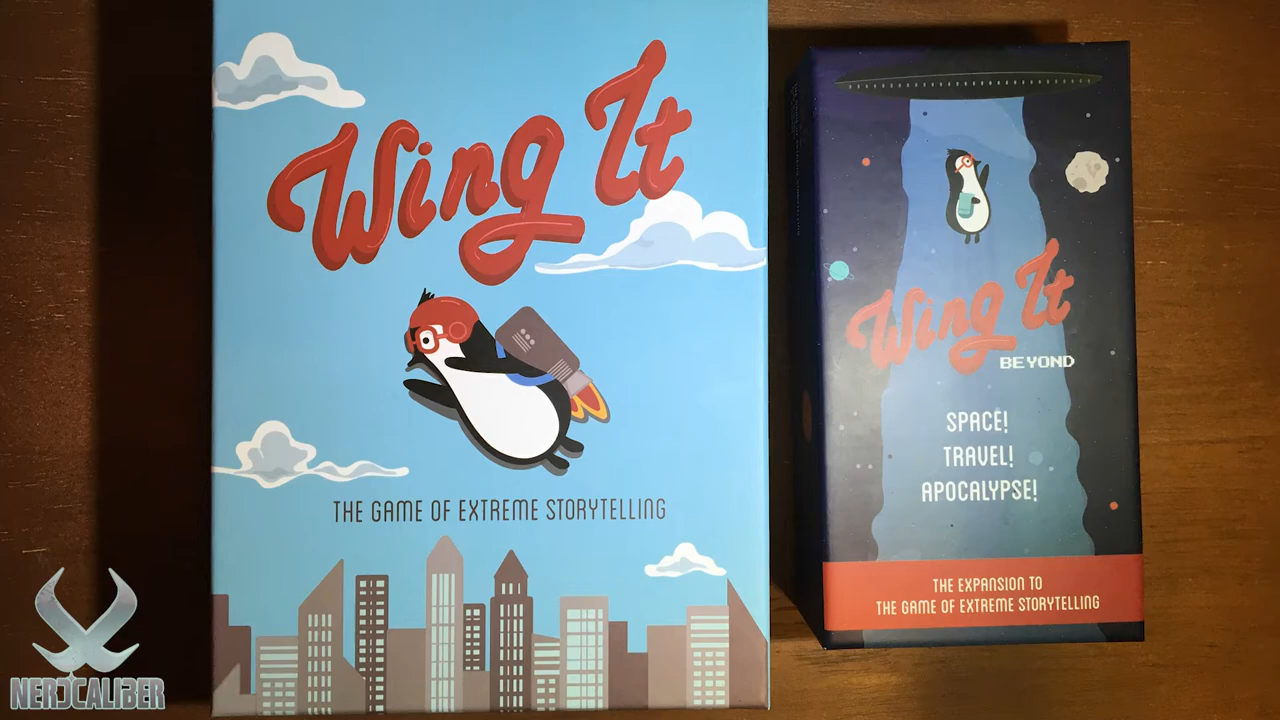 Wing It
THE GAME OF EXTREME STORYTELLING
Wing It
BEYOND
SPACE!
TRAVEL!
APOCALYPSE!
THE EXPANSION TO
THE GAME OF EXTREME STORYTELLING
NERDCALIBER